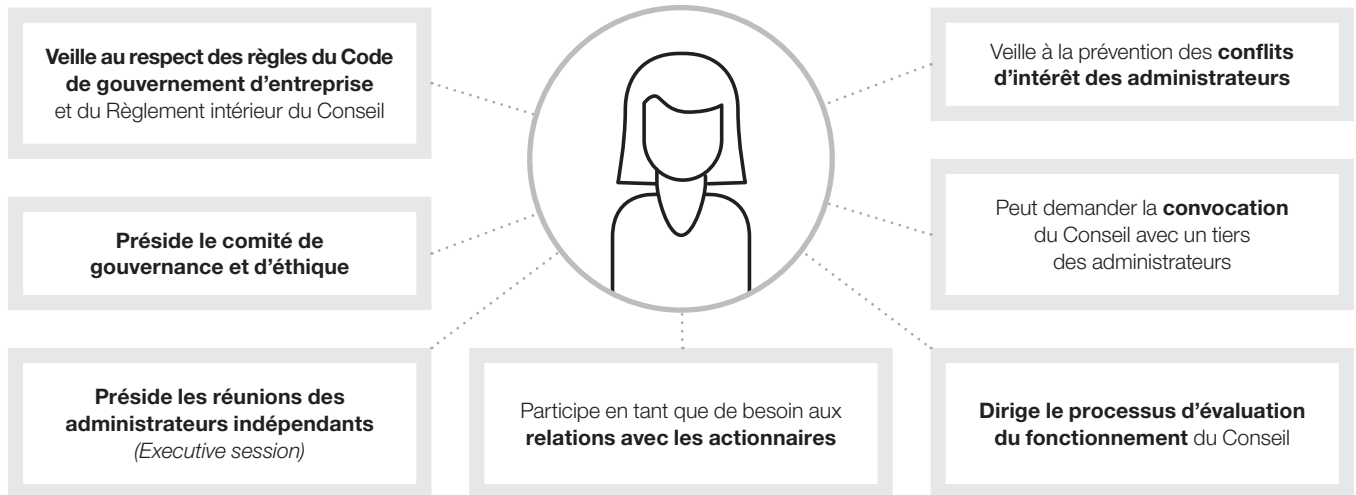 Veille au respect des règles du Code
de gouvernement d’entreprise
et du Règlement intérieur du Conseil
Préside le comité de
gouvernance et d’éthique
Préside les réunions des
administrateurs indépendants
(Executive session)
Participe en tant que de besoin aux
relations avec les actionnaires
Veille à la prévention des conflits
d’intérêt des administrateurs
Peut demander la convocation
du Conseil avec un tiers
des administrateurs
Dirige le processus d’évaluation
du fonctionnement du Conseil